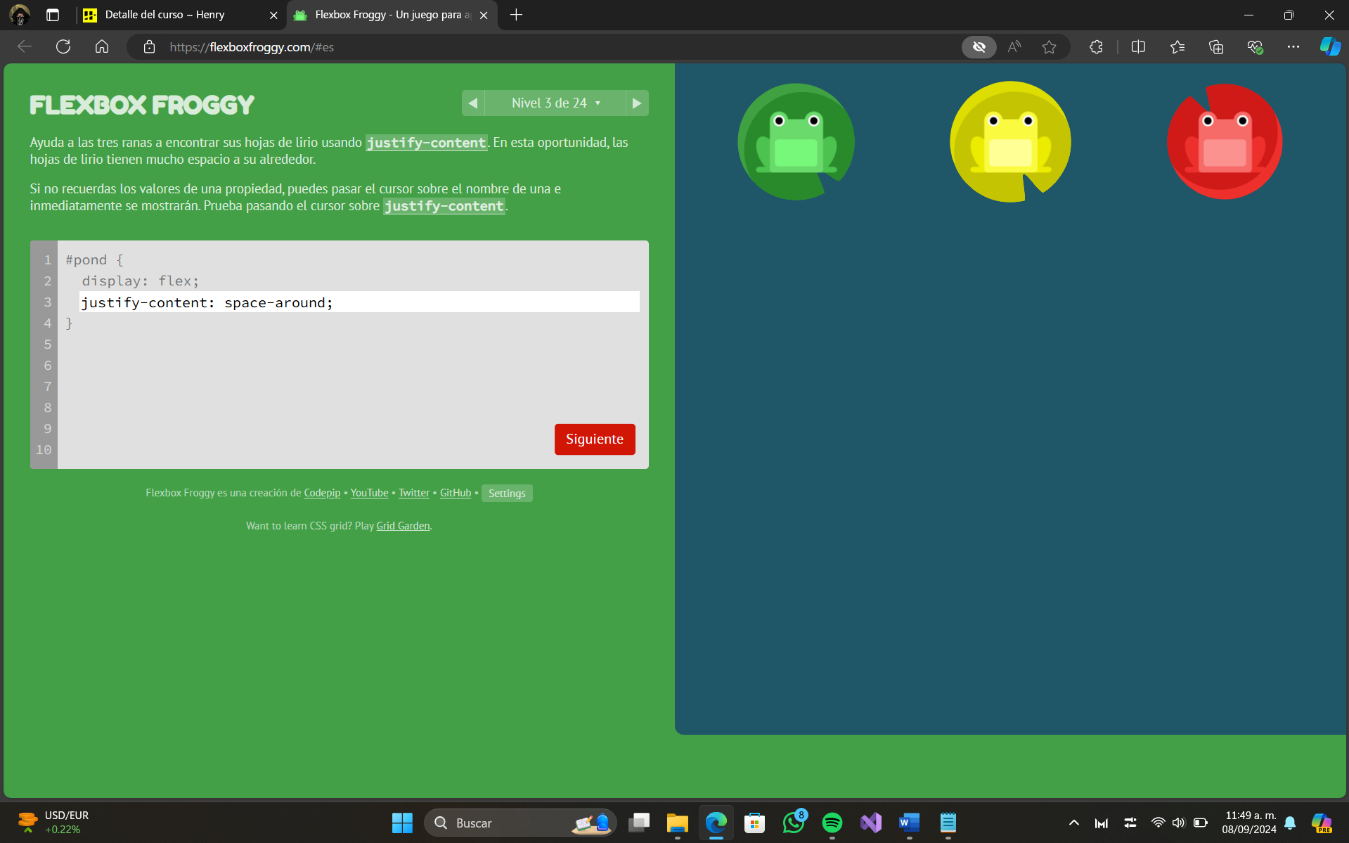 Detalle del curso – Henry
Flexbox Froggy - Un juego para a
https://flexboxfroggy.com/#es
FLEXBOX FROGGY
Nivel 3 de 24
Ayuda a las tres ranas a encontrar sus hojas de lirio usando justify-content. En esta oportunidad, las
hojas de lirio tienen mucho espacio a su alrededor.
Si no recuerdas los valores de una propiedad, puedes pasar el cursor sobre el nombre de una e
inmediatamente se mostrarán. Prueba pasando el cursor sobre justify-content.
1 #pond {
2 display: flex;
3 justify-content: space-around;
4 }
5
6
7
8
9
10
Siguiente
Flexbox Froggy es una creación de Codepip • YouTube • Twitter • GitHub • Settings
Want to learn CSS grid? Play Grid Garden.
USD/EUR
+0.22%
Buscar
8
W
11:49 a. m.
08/09/2024
PRE